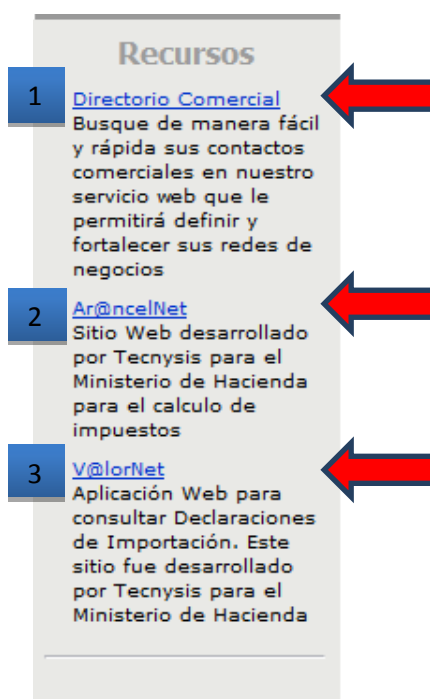 Recursos
1
Directorio Comercial
Busque de manera fácil
y rápida sus contactos
comerciales en nuestro
servicio web que le
permitirá definir y
fortalecer sus redes de
negocios
2
Ar@ncelNet
Sitio Web desarrollado
por Tecnysis para el
Ministerio de Hacienda
para el calculo de
impuestos
3
V@lorNet
Aplicación Web para
consultar Declaraciones
de Importación. Este
sitio fue desarrollado
por Tecnysis para el
Ministerio de Hacienda